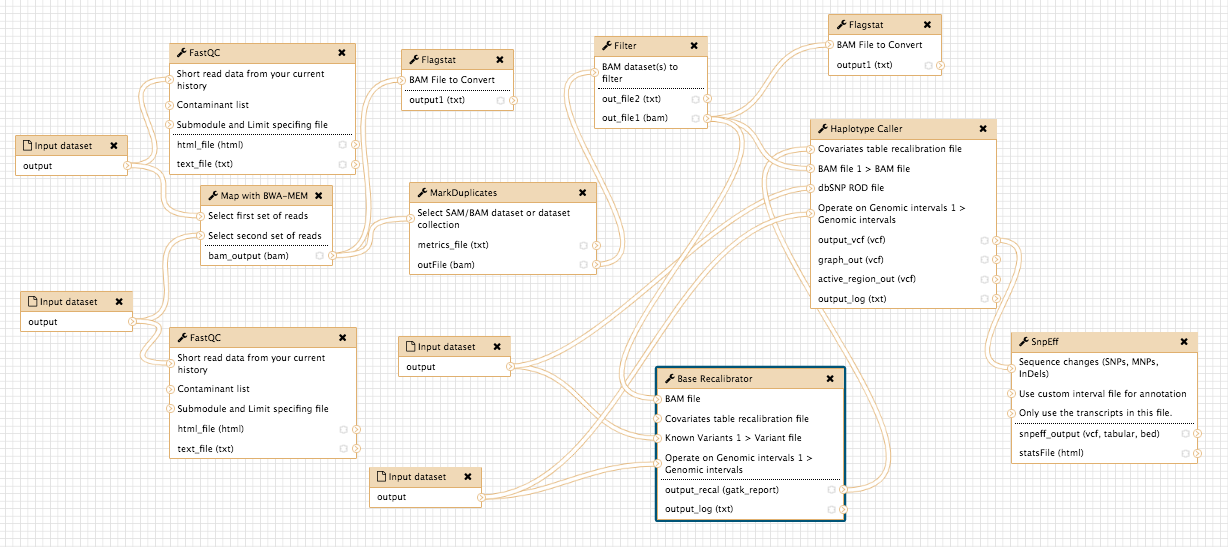 FastQC
Short read data from your current
history
Contaminant list
Submodule and Limit specifing file
html_file (html)
text_file (txt)
Flagstat
BAM File to Convert
output1 (txt)
Filter
BAM dataset(s) to
filter
out_file2 (txt)
out_file1 (bam)
Flagstat
BAM File to Convert
output1 (txt)
Input dataset
output
Map with BWA-MEM
Select first set of reads
Select second set of reads
bam_output (bam)
MarkDuplicates
Select SAM/BAM dataset or dataset
collection
metrics_file (txt)
outFile (bam)
Haplotype Caller
Covariates table recalibration file
BAM file 1 > BAM file
dbSNP ROD file
Operate on Genomic intervals 1 >
Genomic intervals
output_vcf (vcf)
graph_out (vcf)
active_region_out (vcf)
output_log (txt)
Input dataset
output
FastQC
Short read data from your current
history
Contaminant list
Submodule and Limit specifing file
html_file (html)
text_file (txt)
Input dataset
output
Input dataset
output
Base Recalibrator
BAM file
Covariates table recalibration file
Known Variants 1 > Variant file
Operate on Genomic intervals 1 >
Genomic intervals
output_recal (gatk_report)
output_log (txt)
SnpEff
Sequence changes (SNPs, MNPs,
InDels)
Use custom interval file for annotation
Only use the transcripts in this file.
snpeff_output (vcf, tabular, bed)
statsFile (html)